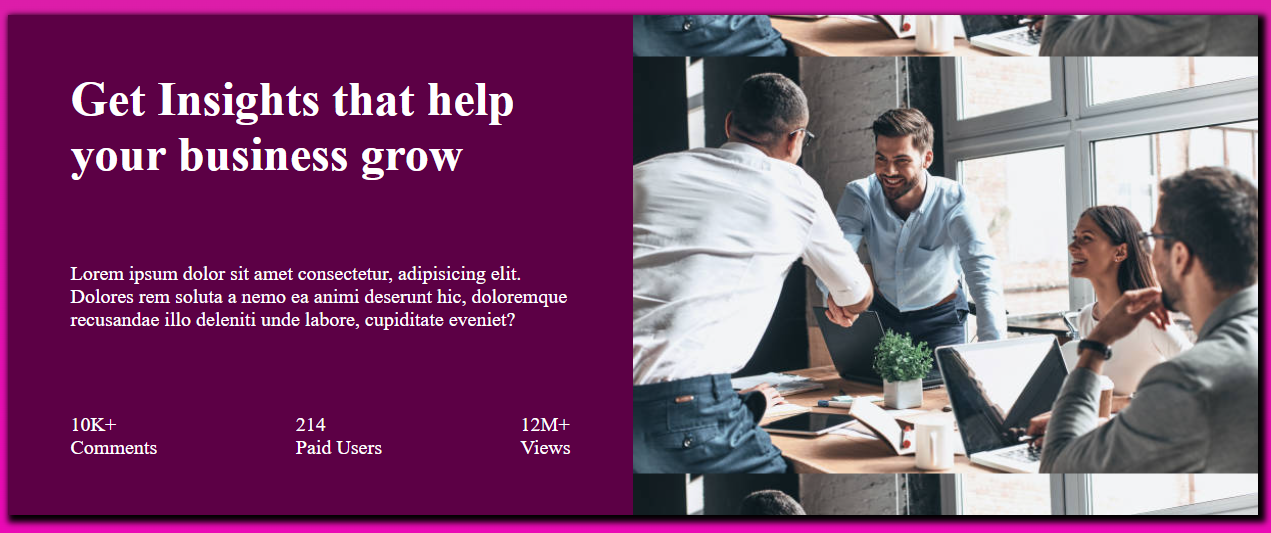 Get Insights that help
your business grow
Lorem ipsum dolor sit amet consectetur, adipisicing elit.
Dolores rem soluta a nemo ea animi deserunt hic, doloremque
recusandae illo deleniti unde labore, cupiditate eveniet?
10K+
Comments
214
Paid Users
12M+
Views